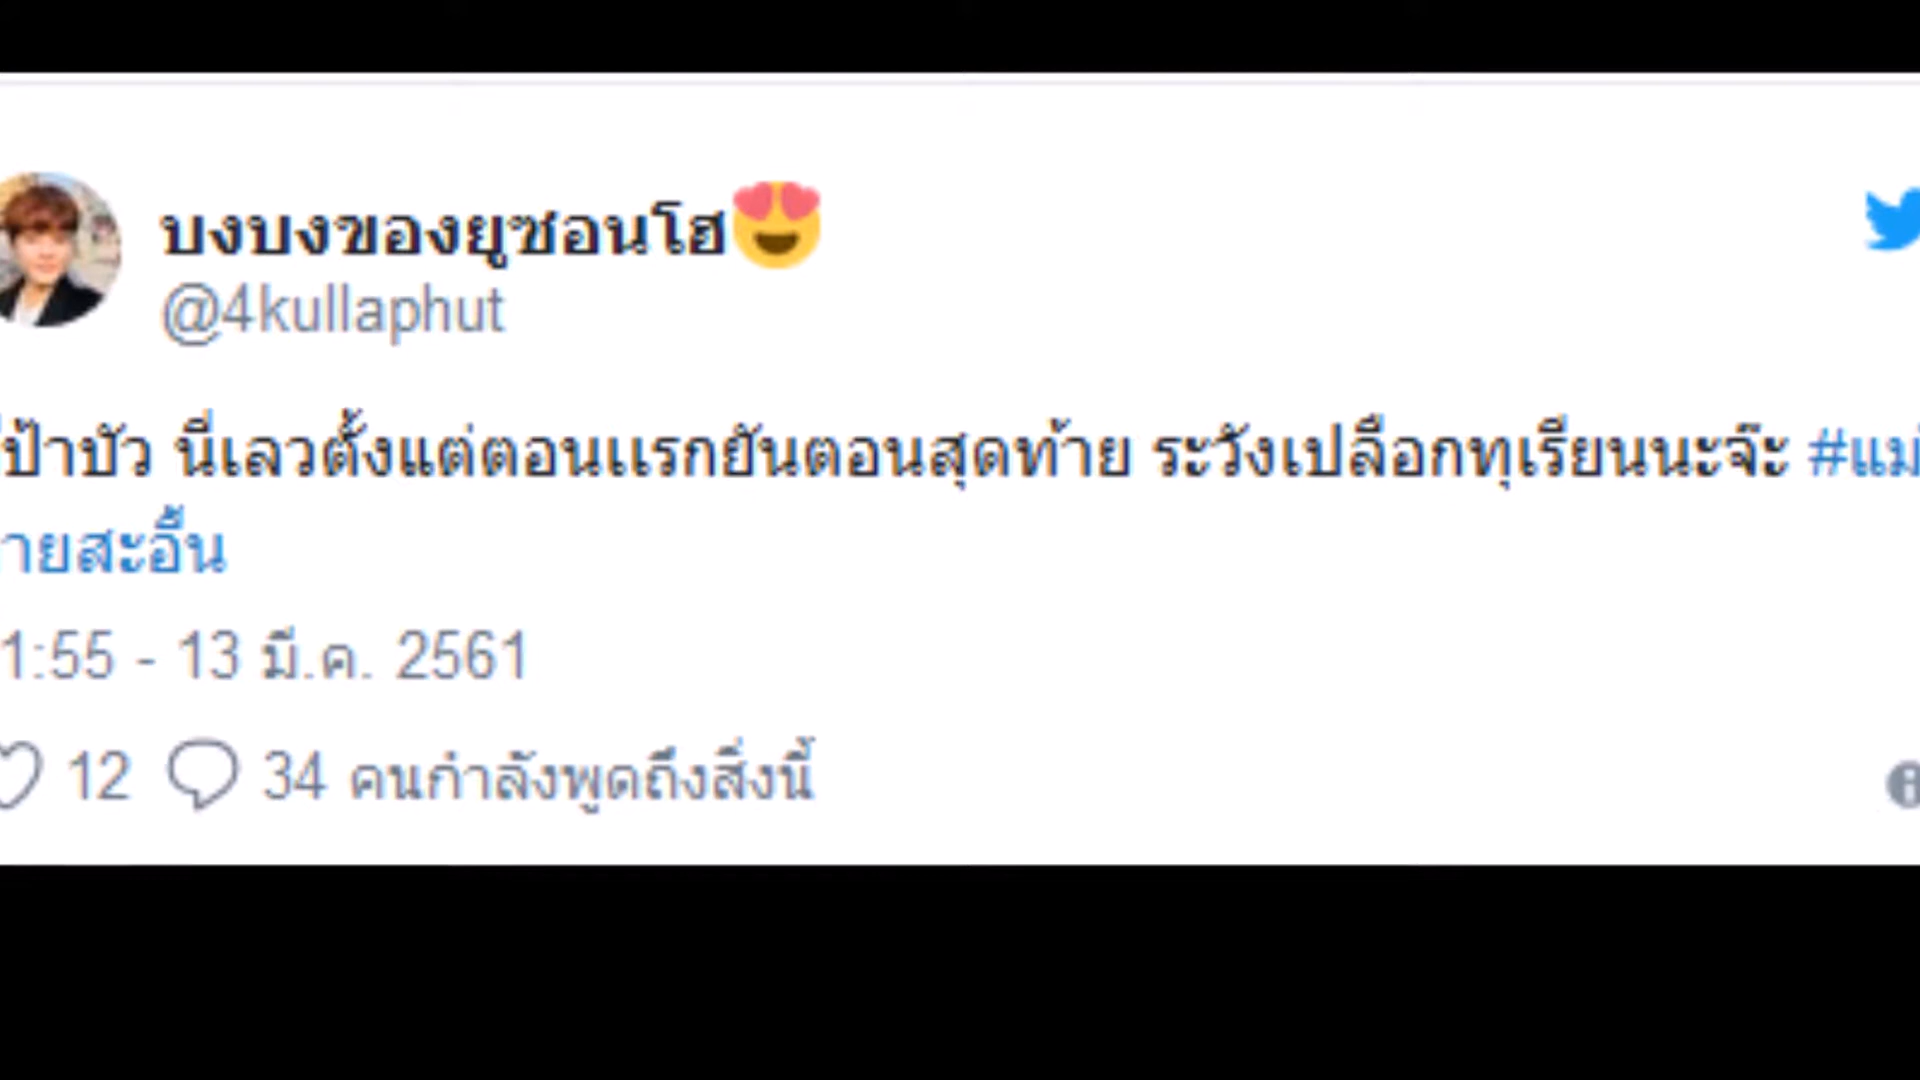 บงบงของยูซอนโฮ😍
@4kullaphut
ป้าบัว นี่เลวตั้งแต่ตอนแรกยันตอนสุดท้าย ระวังเปลือกทุเรียนนะจ๊ะ #แม่
ายสะอื้น
1:55 - 13 มี.ค. 2561
12 34 คนกำลังพูดถึงสิ่งนี้